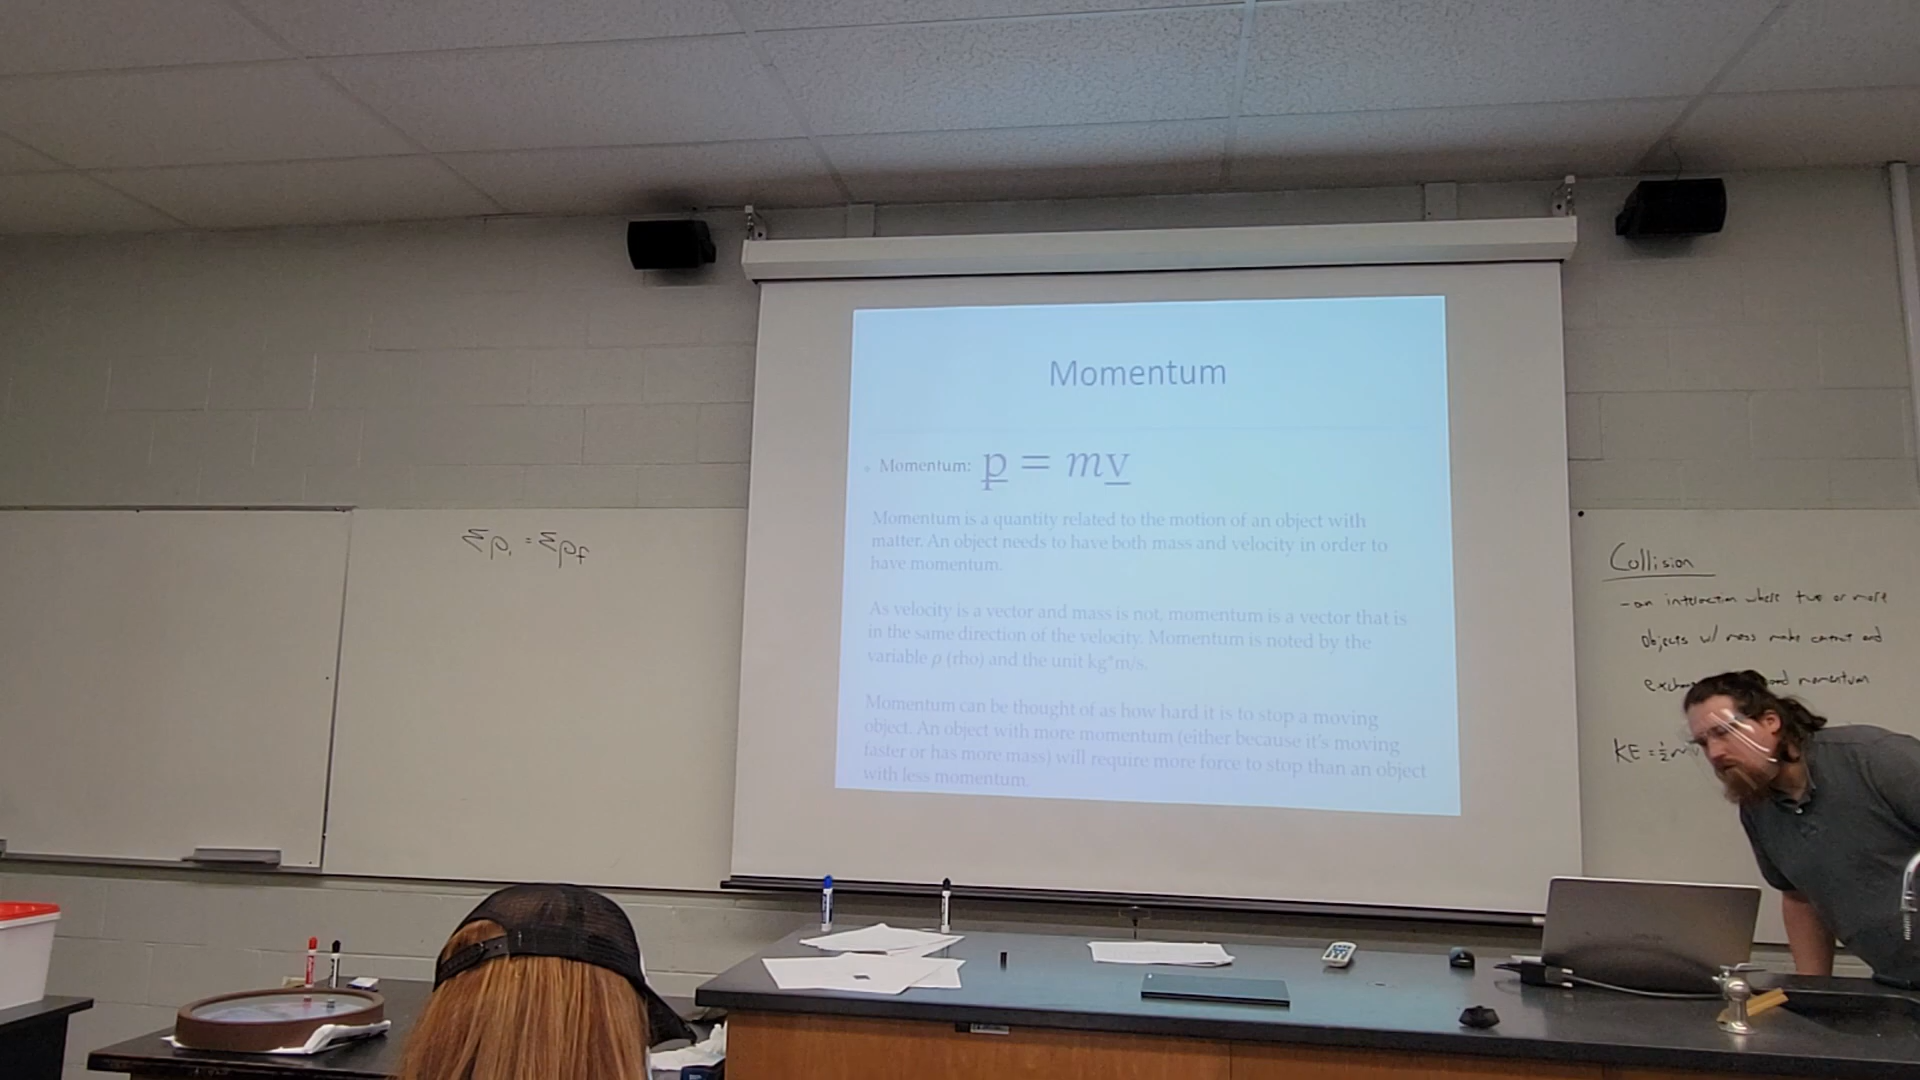 Momentum
Momentum: p = mv
Momentum is a quantity related to the motion of an object with
matter. An object needs to have both mass and velocity in order to
have momentum.
As velocity is a vector and mass is not, momentum is a vector that is
in the same direction of the velocity. Momentum is noted by the
variable ρ (rho) and the unit kg*m/s.
Momentum can be thought of as how hard it is to stop a moving
object. An object with more momentum (either because it's moving
faster or has more mass) will require more force to stop than an object
with less momentum.
Σρi = Σρf
Collision
- an interaction where two or more
objects w/ mass make contact and
momentum
KE = ½ m